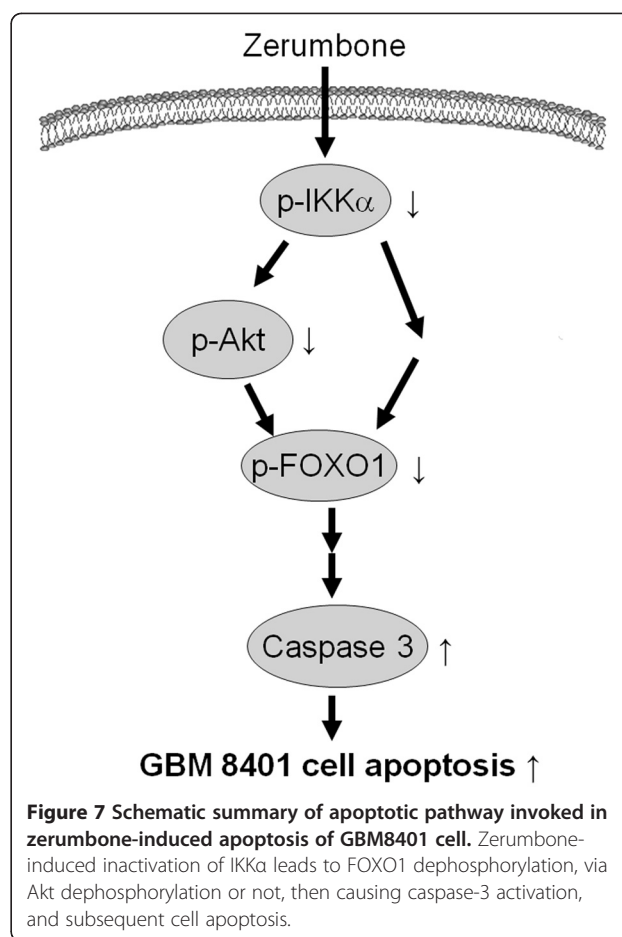 Zerumbone
p-IKKα ↓
p-Akt ↓
p-FOXO1 ↓
Caspase 3 ↑
GBM 8401 cell apoptosis ↑
Figure 7 Schematic summary of apoptotic pathway invoked in
zerumbone-induced apoptosis of GBM8401 cell. Zerumbone-
induced inactivation of IKKα leads to FOXO1 dephosphorylation, via
Akt dephosphorylation or not, then causing caspase-3 activation,
and subsequent cell apoptosis.